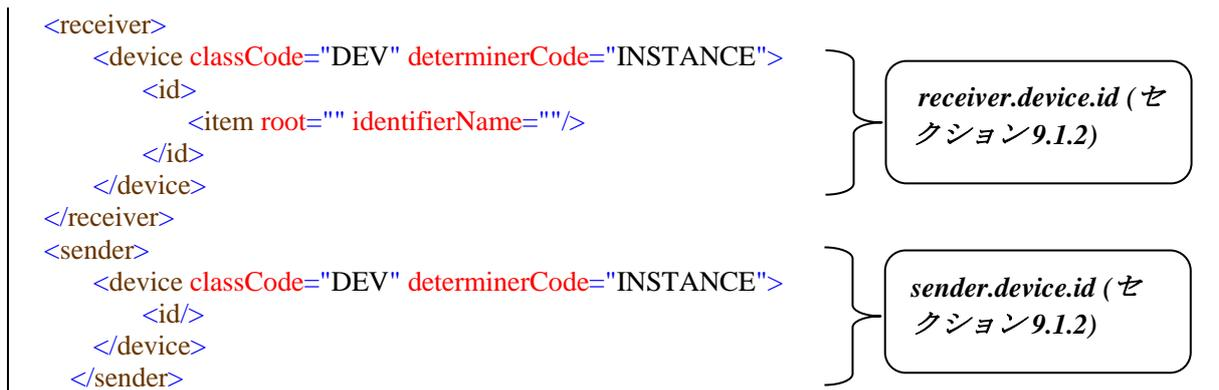 <receiver>
<device classCode="DEV" determinerCode="INSTANCE">
<id>
<item root="" identifierName=""/>
</id>
</device>
</receiver>
<sender>
<device classCode="DEV" determinerCode="INSTANCE">
<id/>
</device>
</sender>
receiver.device.id (セ
クション9.1.2)
sender.device.id (セ
クション9.1.2)